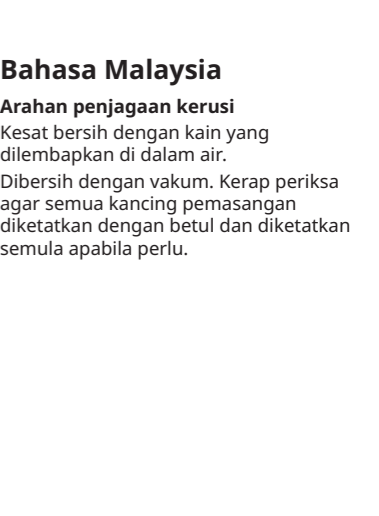 Bahasa Malaysia
Arahan penjagaan kerusi
Kesat bersih dengan kain yang
dilembapkan di dalam air.
Dibersih dengan vakum. Kerap periksa
agar semua kancing pemasangan
diketatkan dengan betul dan diketatkan
semula apabila perlu.